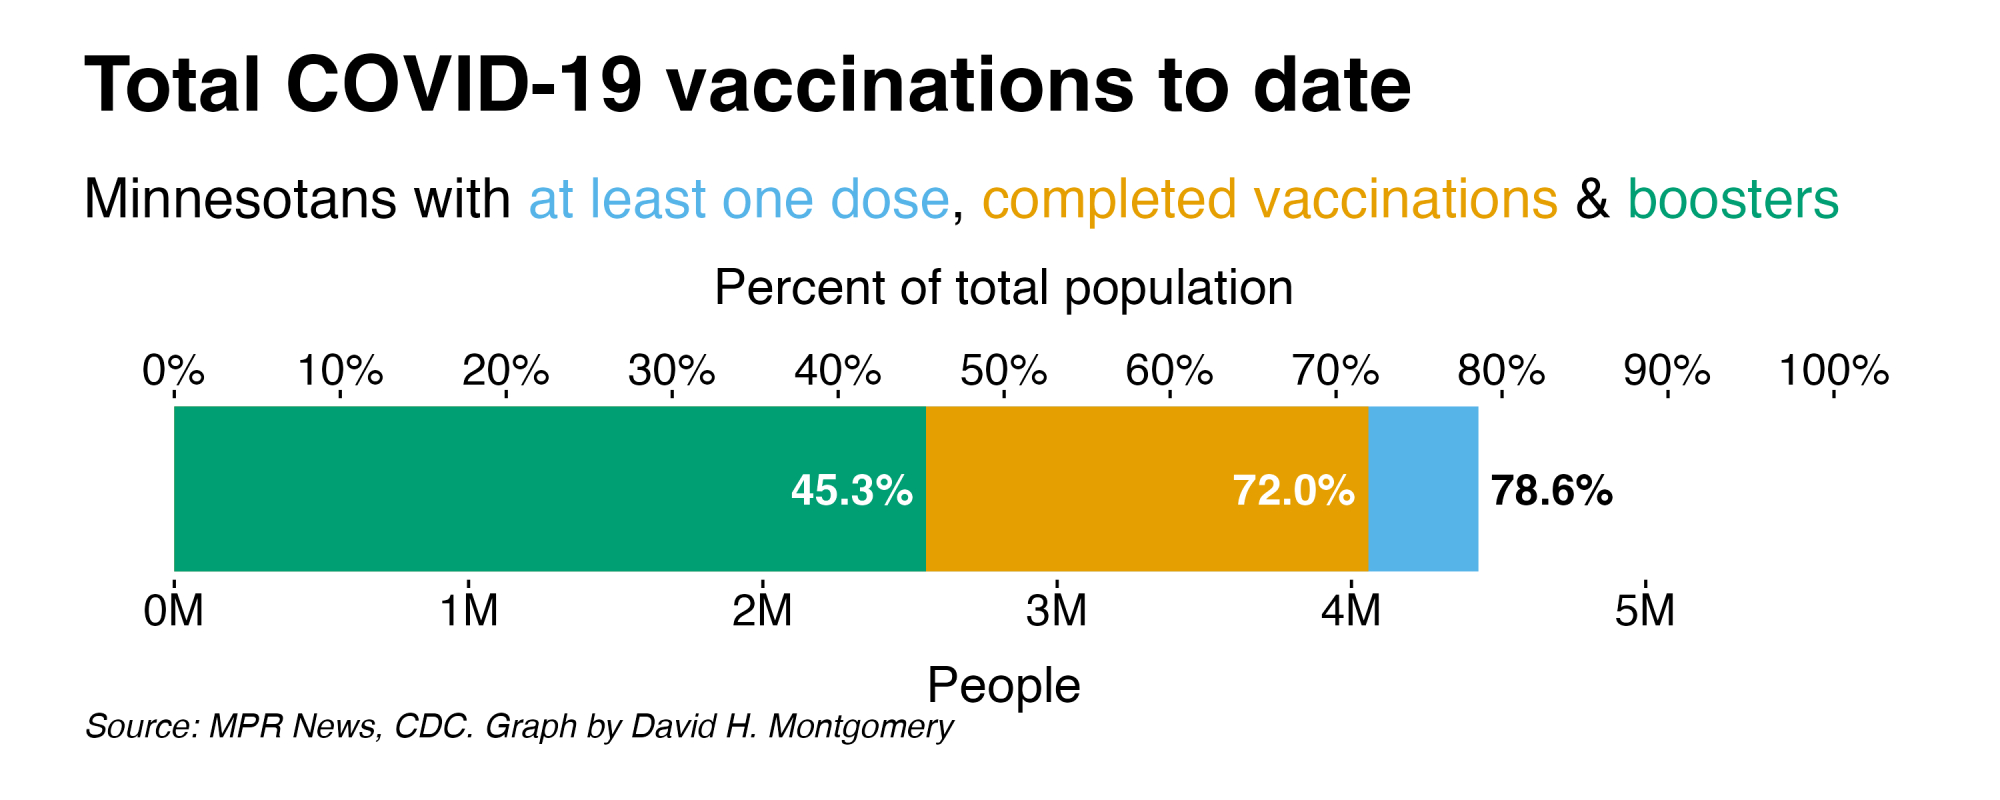 Total COVID-19 vaccinations to date
Minnesotans with at least one dose, completed vaccinations & boosters
Percent of total population
0% 10% 20% 30% 40% 50% 60% 70% 80% 90% 100%
45.3% 72.0% 78.6%
0M 1M 2M 3M 4M 5M
People
Source: MPR News, CDC. Graph by David H. Montgomery